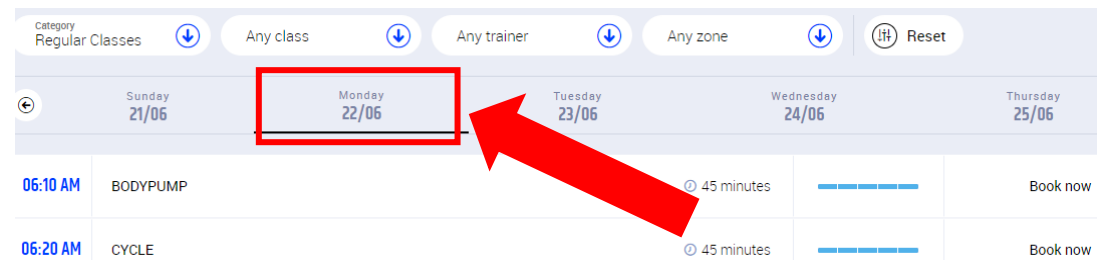 Category
Regular Classes
Any class
Any trainer
Any zone
Reset
Sunday
21/06
Monday
22/06
Tuesday
23/06
Wednesday
24/06
Thursday
25/06
06:10 AM BODYPUMP 45 minutes Book now
06:20 AM CYCLE 45 minutes Book now